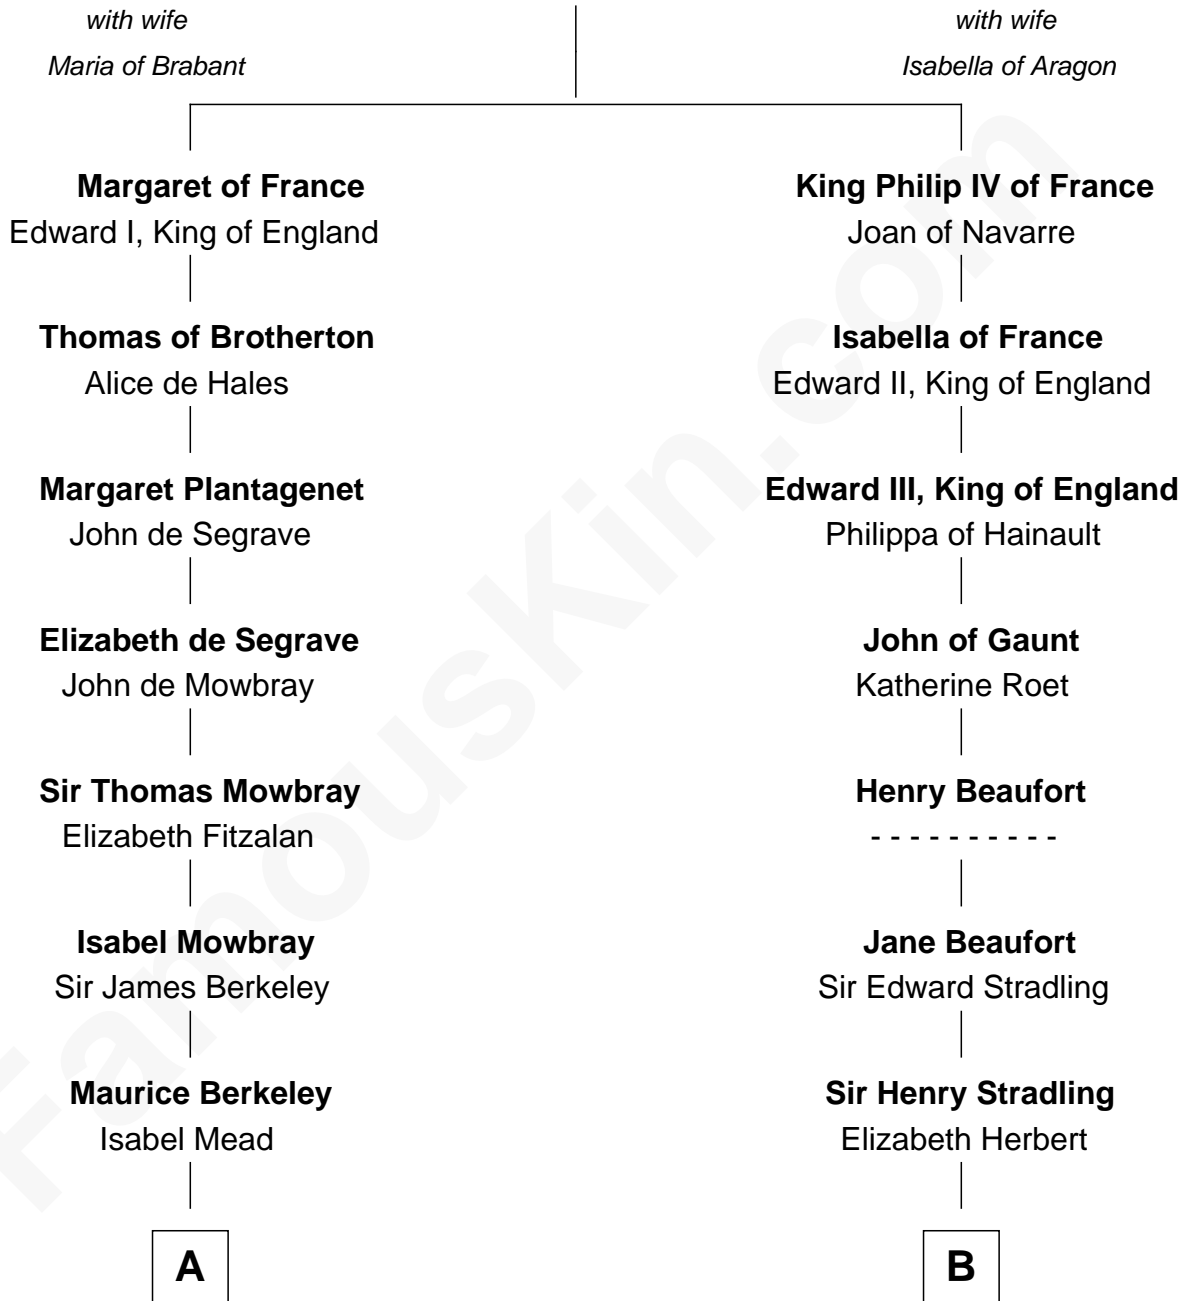 with wife
Maria of Brabant
with wife
Isabella of Aragon
Margaret of France
Edward I, King of England
Thomas of Brotherton
Alice de Hales
Margaret Plantagenet
John de Segrave
Elizabeth de Segrave
John de Mowbray
Sir Thomas Mowbray
Elizabeth Fitzalan
Isabel Mowbray
Sir James Berkeley
Maurice Berkeley
Isabel Mead
A
King Philip IV of France
Joan of Navarre
Isabella of France
Edward II, King of England
Edward III, King of England
Philippa of Hainault
John of Gaunt
Katherine Roet
Henry Beaufort
- - - - - - - - - -
Jane Beaufort
Sir Edward Stradling
Sir Henry Stradling
Elizabeth Herbert
B
FamousKin.com